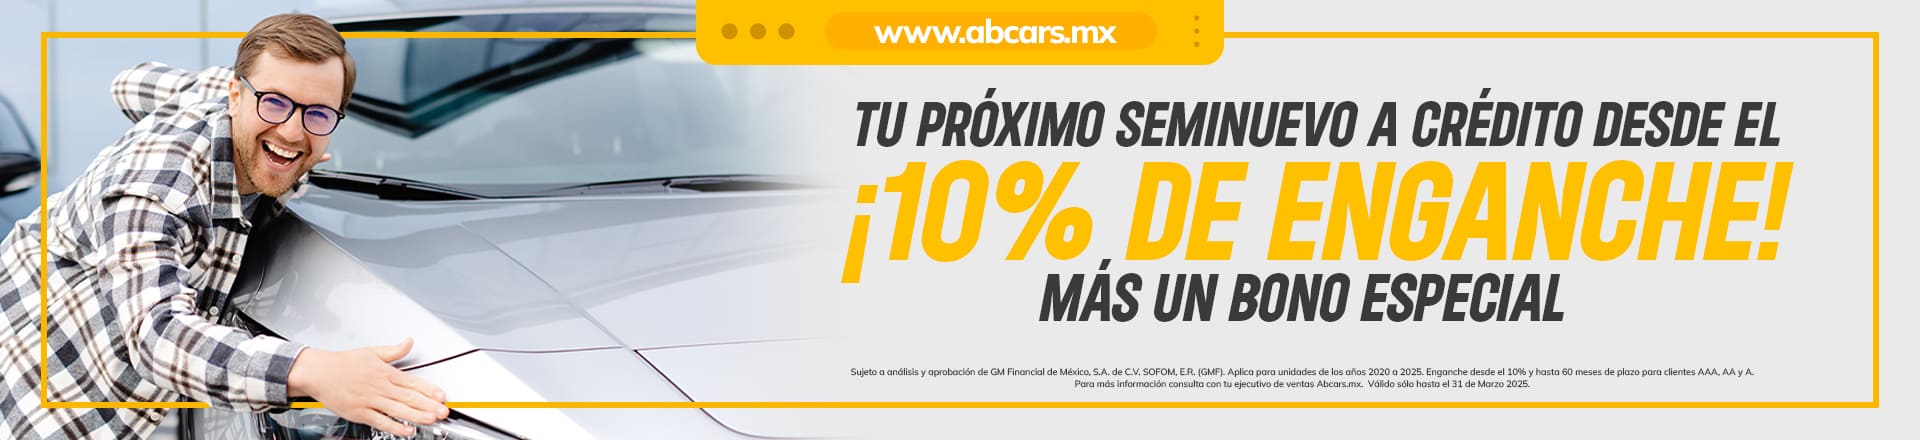 www.abcars.mx
TU PRÓXIMO SEMINUEVO A CRÉDITO DESDE EL
¡10% DE ENGANCHE!
MÁS UN BONO ESPECIAL
Sujeto a análisis y aprobación de GM Financial de México, S.A. de C.V. SOFOM, E.R. (GMF). Aplica para unidades de los años 2020 a 2025. Enganche desde el 10% y hasta 60 meses de plazo para clientes AAA, AA y A.
Para más información consulta con tu ejecutivo de ventas Abcars.mx. Válido sólo hasta el 31 de Marzo 2025.